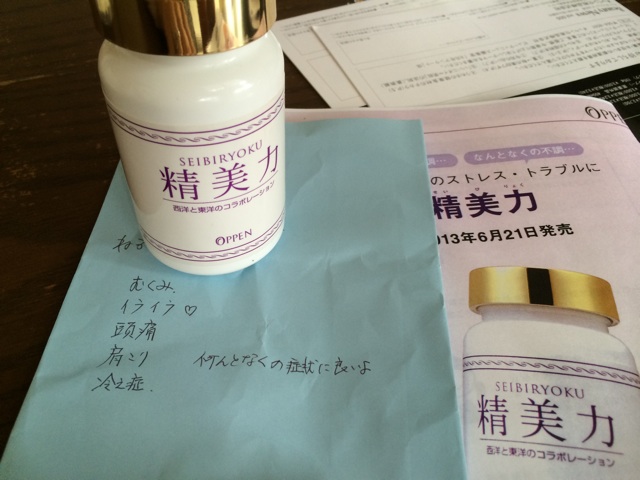 SEIBIRYOKU
精美力
西洋と東洋のコラボレーション
OPPEN
むくみ、
イライラ♡
頭痛
肩こり 何んとなくの症状に良いよ
冷え症.
OPPEN
なんとなくの不調…
のストレス・トラブルに
精美力
013年6月21日発売
SEIBIRYOKU
精美力
西洋と東洋のコラボレーション